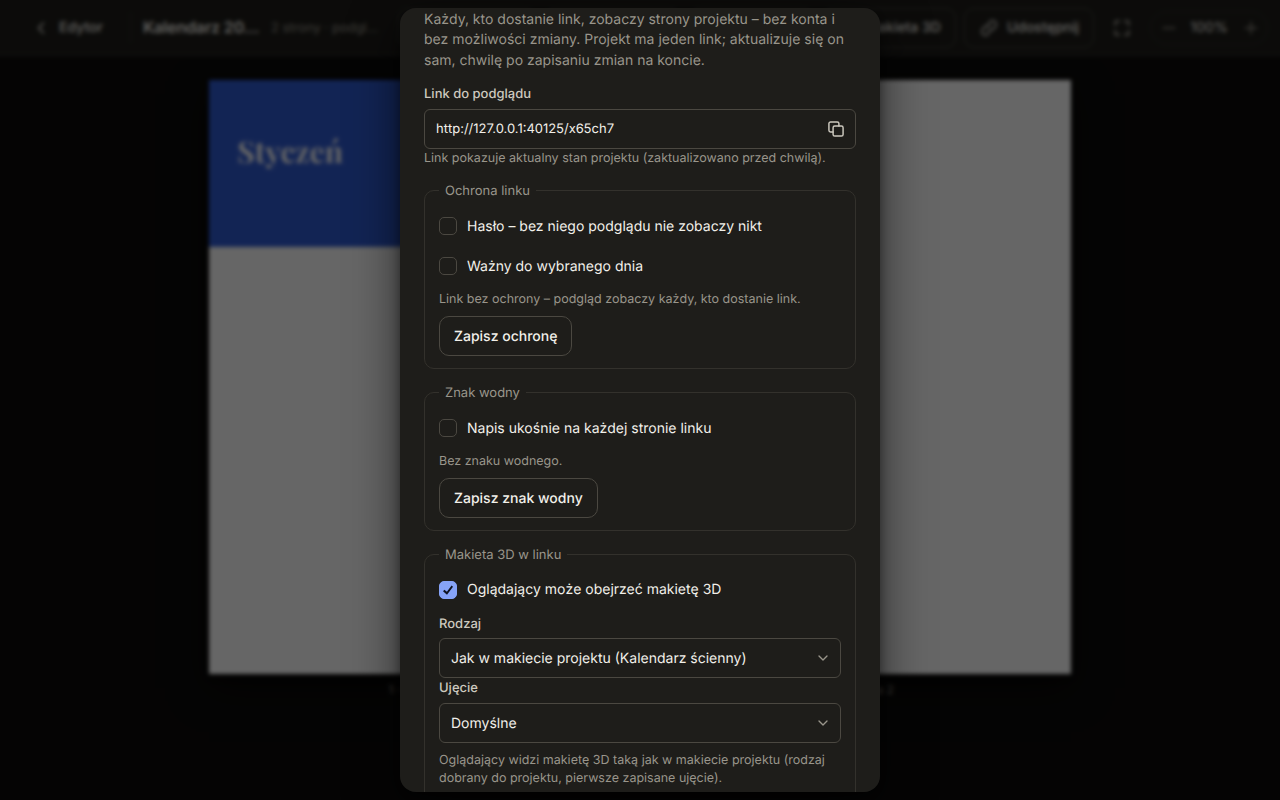 Edytor
Kalendarz 20...
Udostępnij
100%
Styczeń
Każdy, kto dostanie link, zobaczy strony projektu – bez konta i
bez możliwości zmiany. Projekt ma jeden link; aktualizuje się on
sam, chwilę po zapisaniu zmian na koncie.
Link do podglądu
http://127.0.0.1:40125/x65ch7
Link pokazuje aktualny stan projektu (zaktualizowano przed chwilą).
Ochrona linku
Hasło – bez niego podglądu nie zobaczy nikt
Ważny do wybranego dnia
Link bez ochrony – podgląd zobaczy każdy, kto dostanie link.
Zapisz ochronę
Znak wodny
Napis ukośnie na każdej stronie linku
Bez znaku wodnego.
Zapisz znak wodny
Makieta 3D w linku
Oglądający może obejrzeć makietę 3D
Rodzaj
Jak w makiecie projektu (Kalendarz ścienny)
Ujęcie
Domyślne
Oglądający widzi makietę 3D taką jak w makiecie projektu (rodzaj
dobrany do projektu, pierwsze zapisane ujęcie).